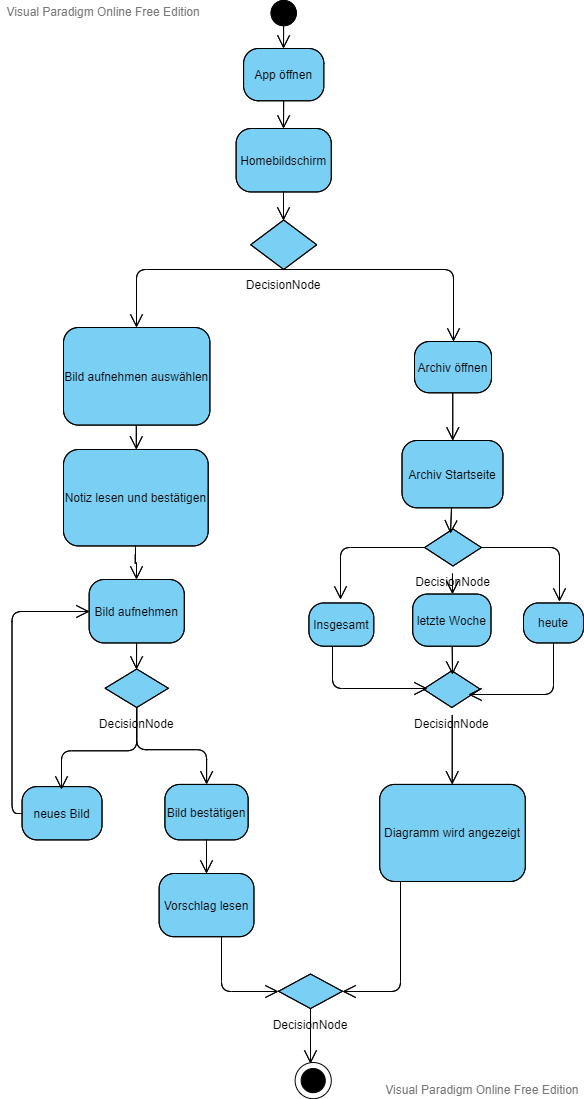 Visual Paradigm Online Free Edition
App öffnen
Homebildschirm
DecisionNode
Bild aufnehmen auswählen
Archiv öffnen
Notiz lesen und bestätigen
Archiv Startseite
DecisionNode
Bild aufnehmen
Insgesamt
letzte Woche
heute
DecisionNode
DecisionNode
neues Bild
Bild bestätigen
Diagramm wird angezeigt
Vorschlag lesen
DecisionNode
Visual Paradigm Online Free Edition